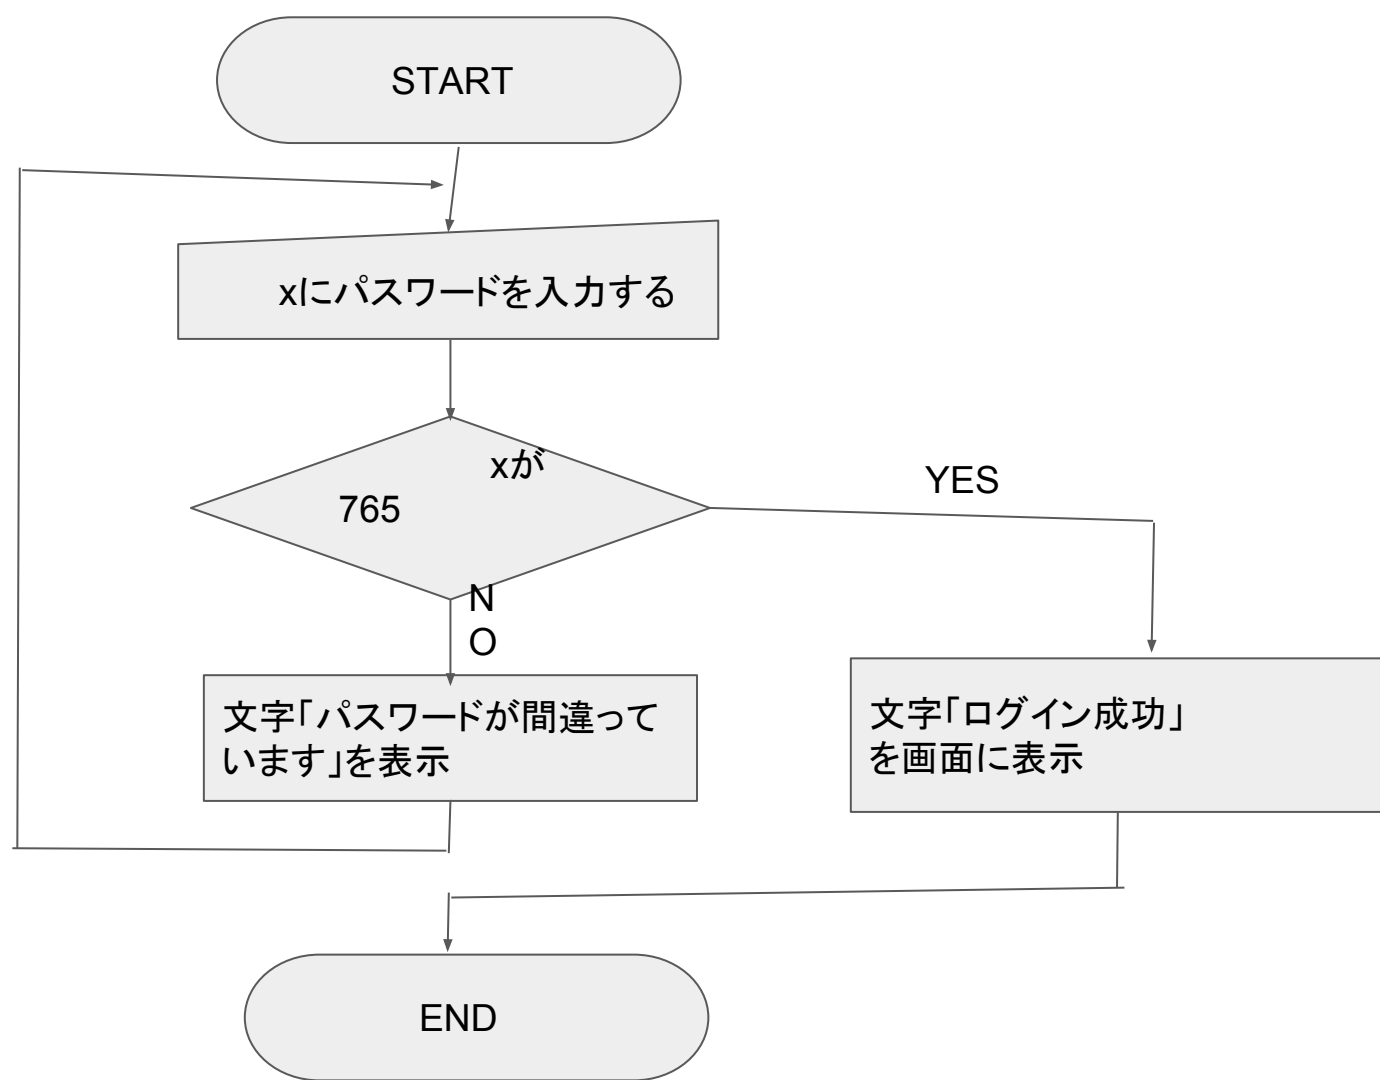 START
xにパスワードを入力する
xが
765
YES
N
O
文字「パスワードが間違って
います」を表示
文字「ログイン成功」
を画面に表示
END